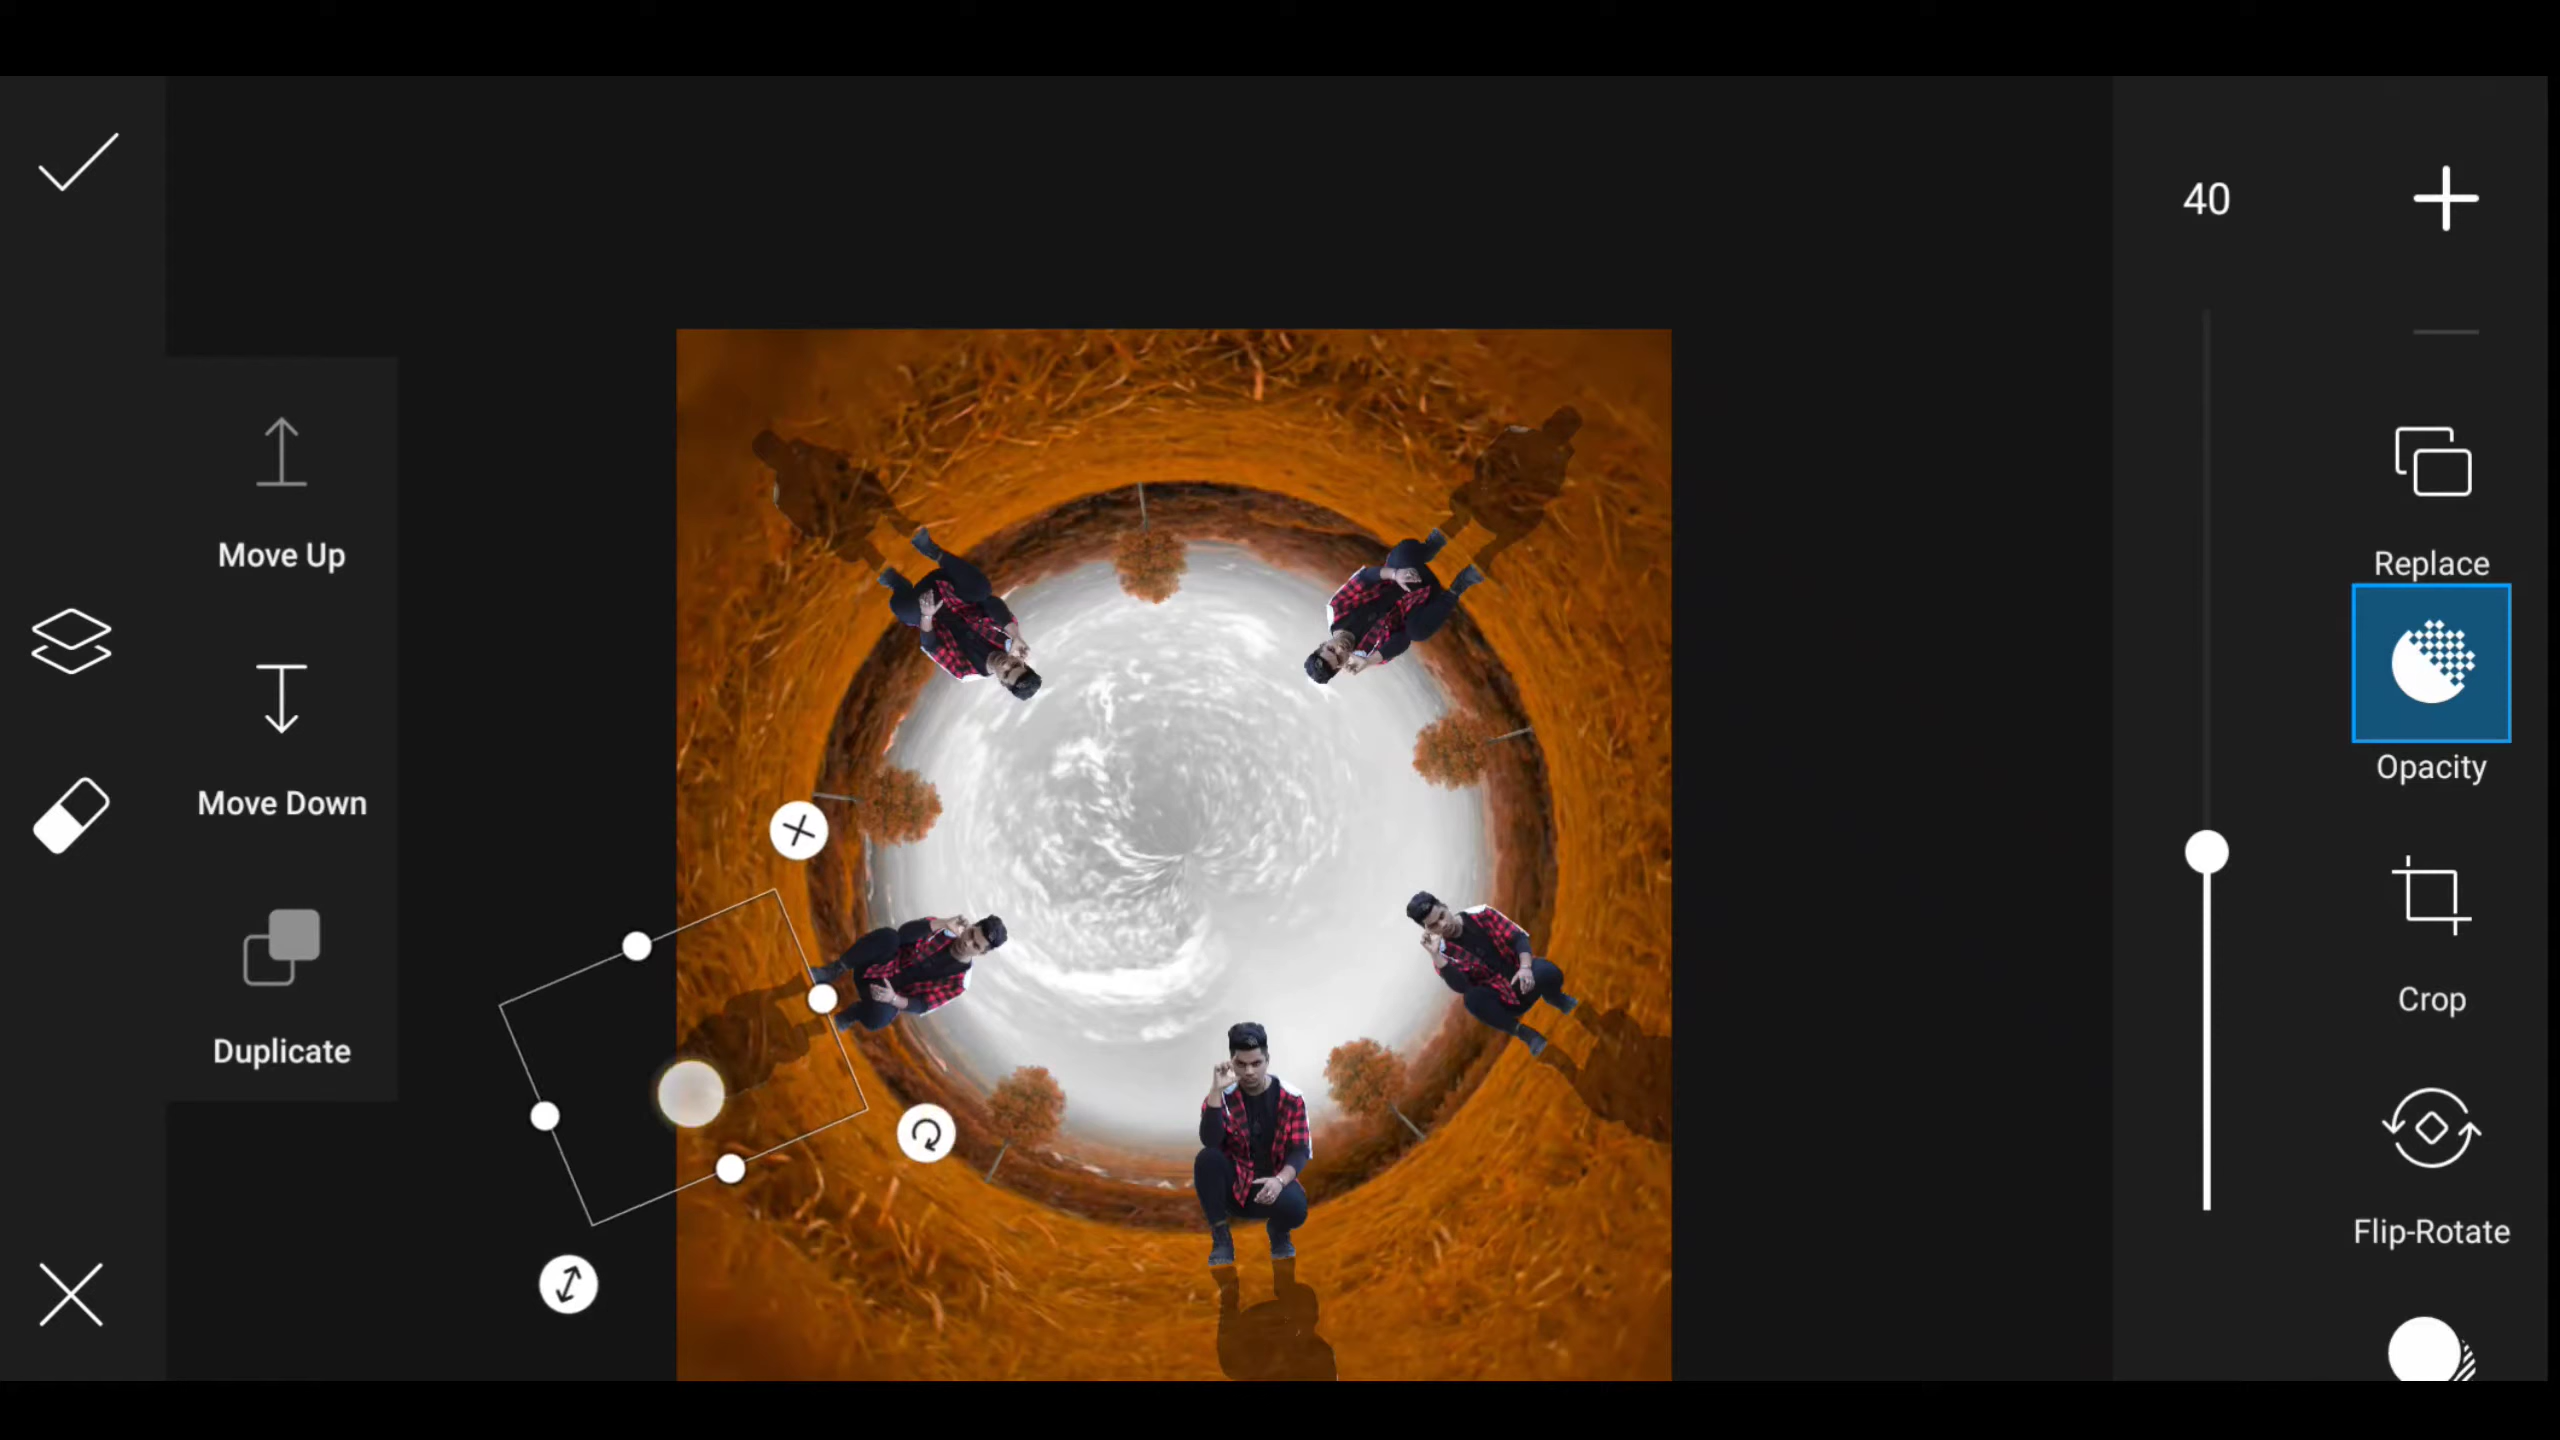 40
Move Up
Replace
Move Down
Opacity
Crop
Duplicate
Flip-Rotate